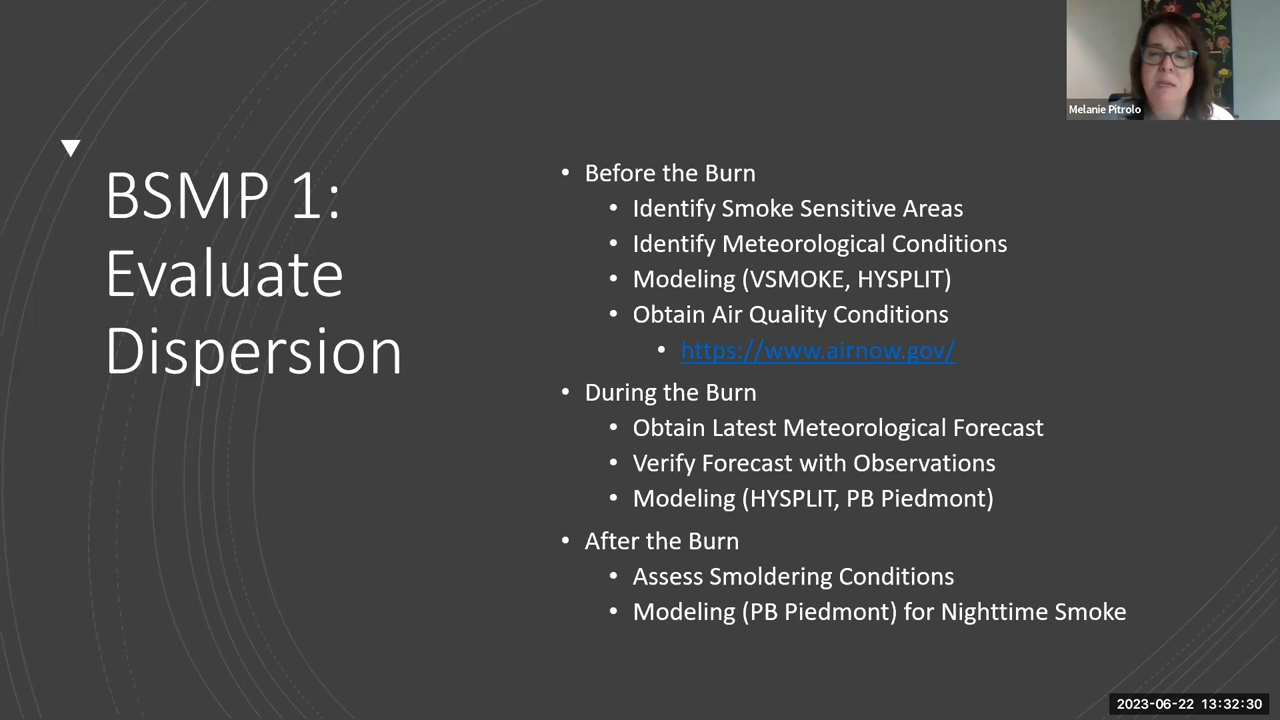 Melanie Pitrolo
BSMP 1:
Evaluate
Dispersion
• Before the Burn
• Identify Smoke Sensitive Areas
• Identify Meteorological Conditions
• Modeling (VSMOKE, HYSPLIT)
• Obtain Air Quality Conditions
• https://www.airnow.gov/
• During the Burn
• Obtain Latest Meteorological Forecast
• Verify Forecast with Observations
• Modeling (HYSPLIT, PB Piedmont)
• After the Burn
• Assess Smoldering Conditions
• Modeling (PB Piedmont) for Nighttime Smoke
2023-06-22 13:32:30